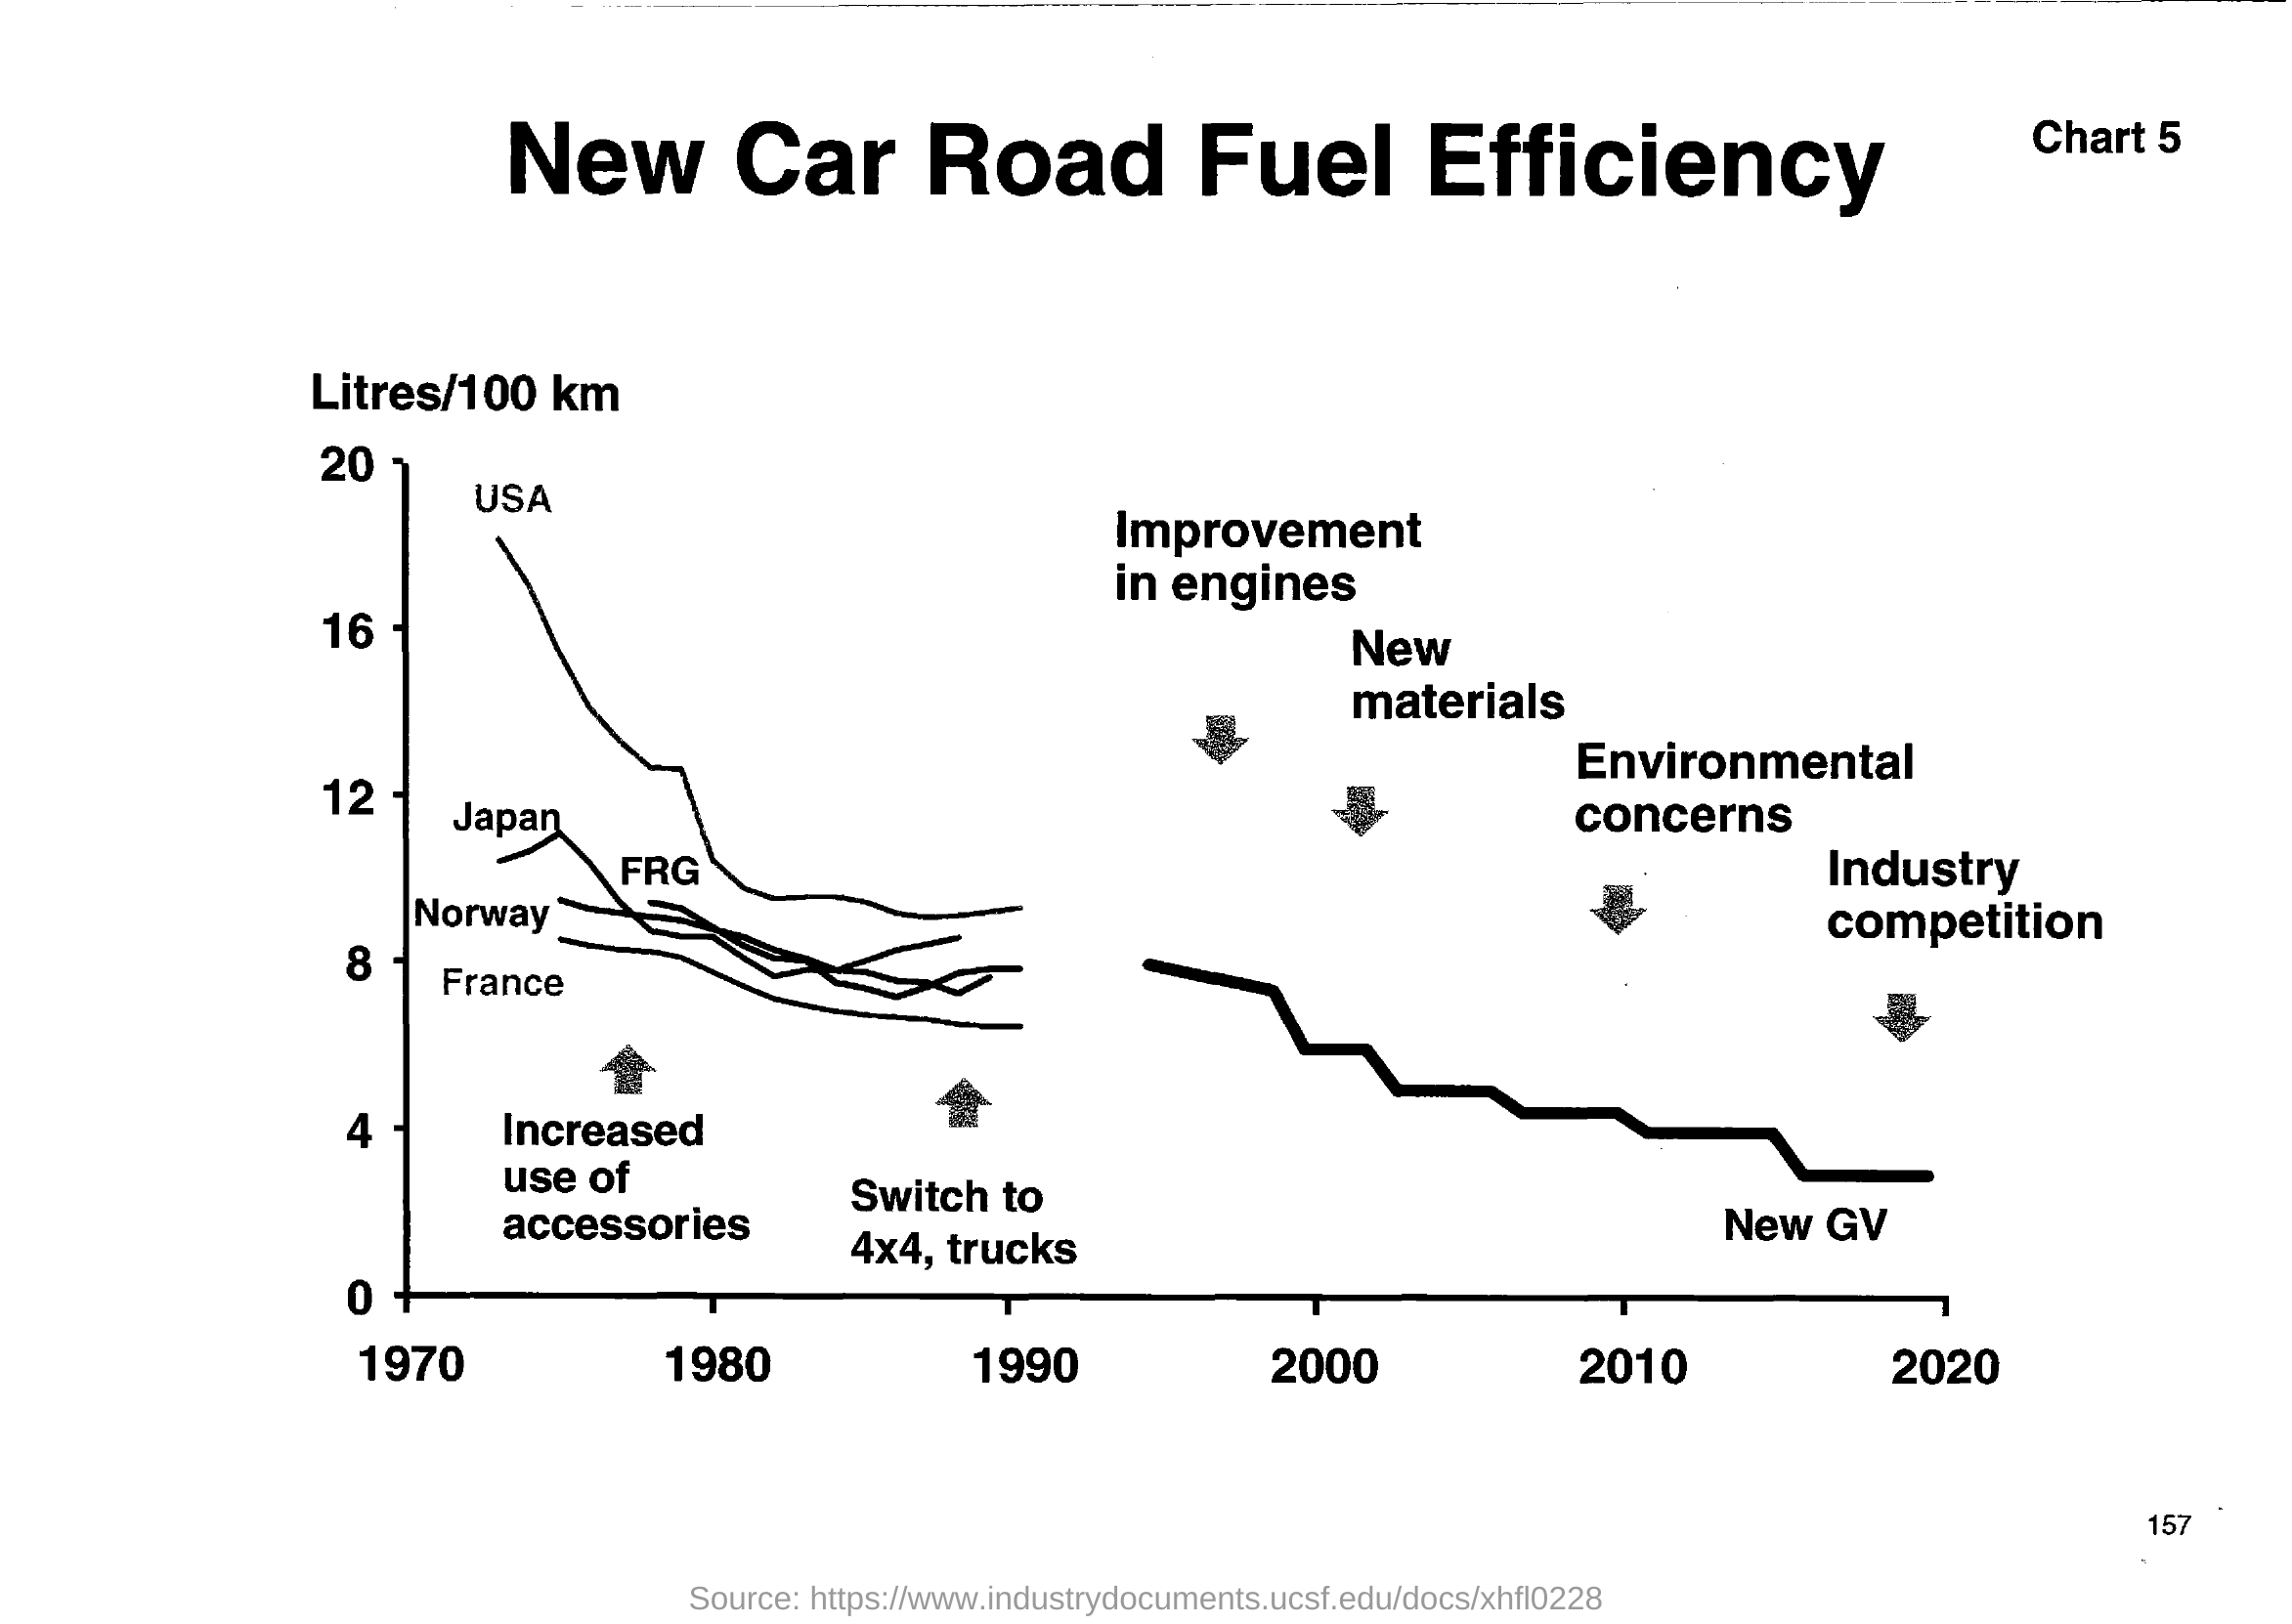 New Car Road Fuel Efficiency
Chart 5
Litres/100 km
20
16
12
8
4
0
USA
Japan
FRG
Norway
France
Increased
use of
accessories
Switch to
4x4, trucks
Improvement
in engines
New
materials
Environmental
concerns
Industry
competition
New GV
1970
1980
1990
2000
2010
2020
157
Source: https://www.industrydocuments.ucsf.edu/docs/xhfl0228